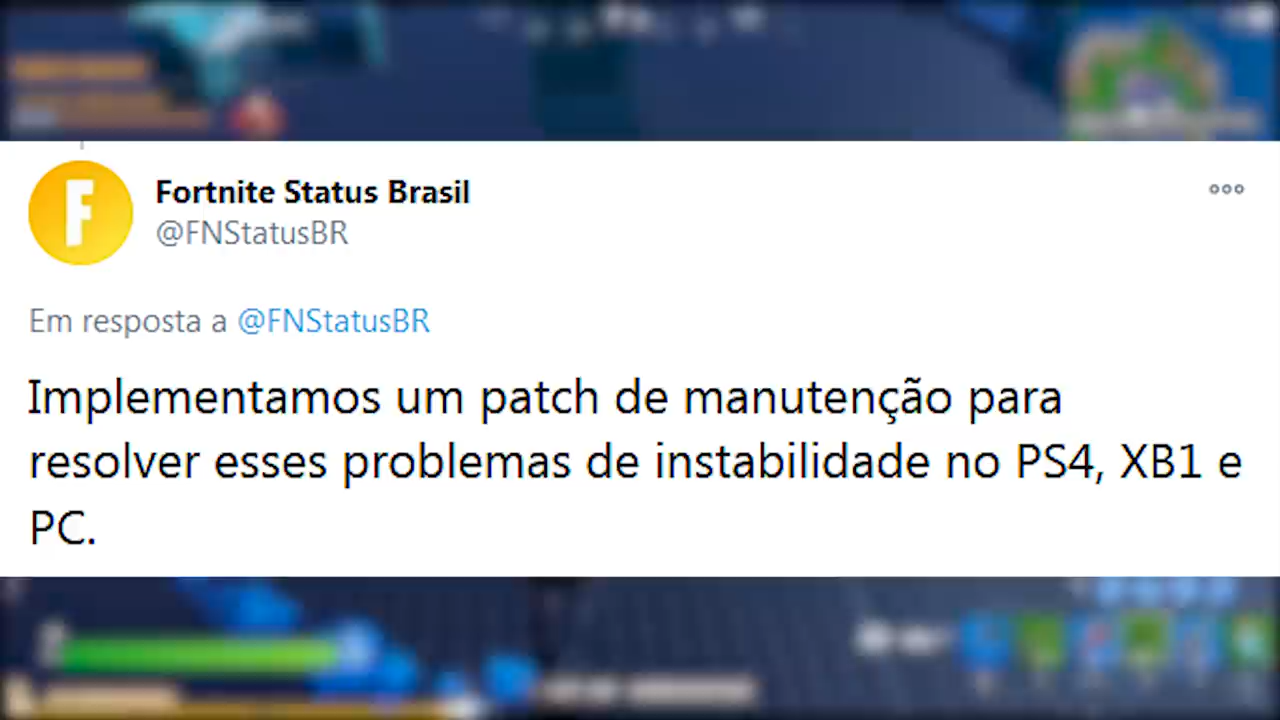 Fortnite Status Brasil
@FNStatusBR
Em resposta a @FNStatusBR
Implementamos um patch de manutenção para
resolver esses problemas de instabilidade no PS4, XB1 e
PC.